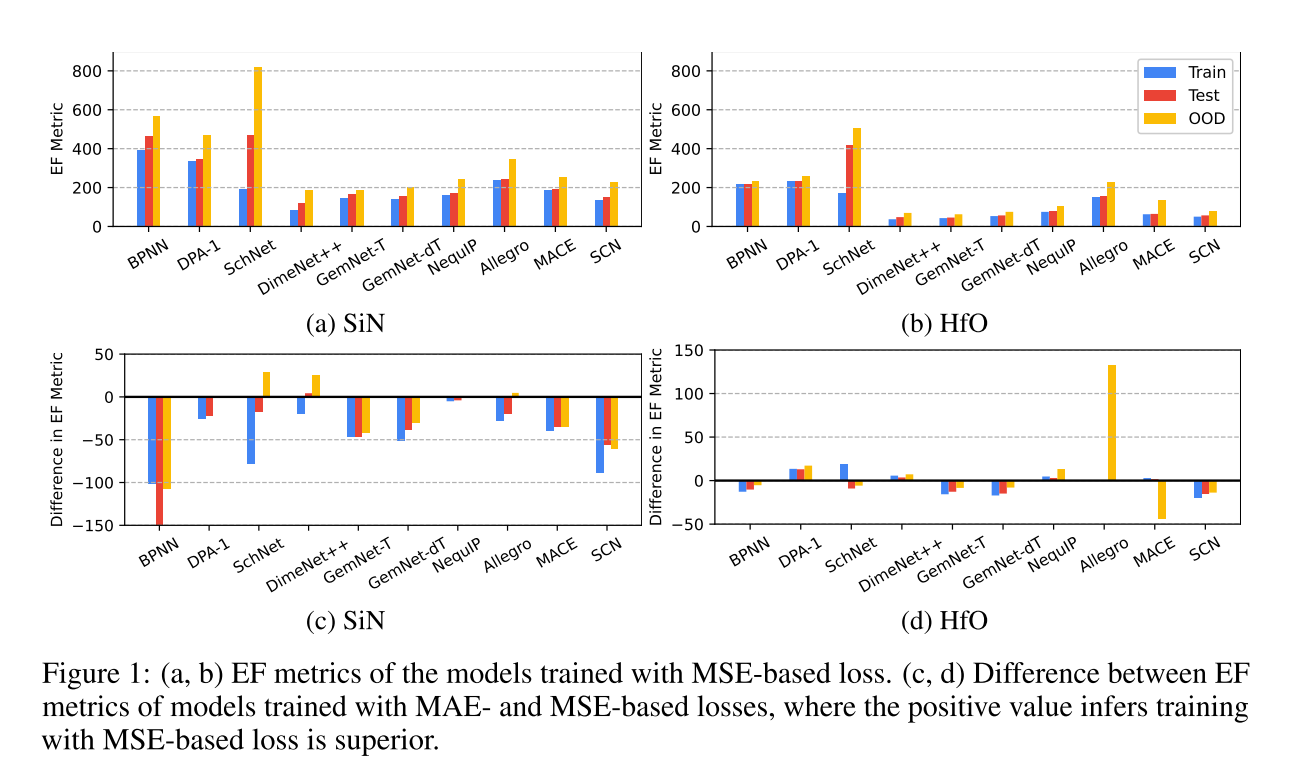 EF Metric
800
600
400
200
0
BPNN DPA-1 SchNet DimeNet++ GemNet-T GemNet-dT NequIP Allegro MACE SCN
(a) SiN
EF Metric
800
600
400
200
0
Train
Test
OOD
BPNN DPA-1 SchNet DimeNet++ GemNet-T GemNet-dT NequIP Allegro MACE SCN
(b) HfO
Difference in EF Metric
50
0
−50
−100
−150
BPNN DPA-1 SchNet DimeNet++ GemNet-T GemNet-dT NequIP Allegro MACE SCN
(c) SiN
Difference in EF Metric
150
100
50
0
−50
BPNN DPA-1 SchNet DimeNet++ GemNet-T GemNet-dT NequIP Allegro MACE SCN
(d) HfO
Figure 1: (a, b) EF metrics of the models trained with MSE-based loss. (c, d) Difference between EF
metrics of models trained with MAE- and MSE-based losses, where the positive value infers training
with MSE-based loss is superior.